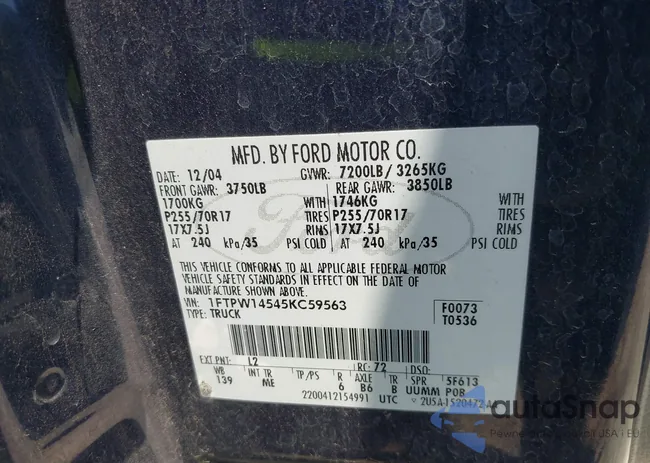 MFD. BY FORD MOTOR CO.
DATE: 12/04 GVWR: 7200LB/ 3265KG
FRONT GAWR: 3750LB REAR GAWR: 3850LB
1700KG WITH 1746KG WITH
P255/70R17 TIRES P255/70R17 TIRES
17X7.5J RIMS 17X7.5J RIMS
AT 240 kPa/35 PSI COLD AT 240 kPa/35 PSI COLD
THIS VEHICLE CONFORMS TO ALL APPLICABLE FEDERAL MOTOR
VEHICLE SAFETY STANDARDS IN EFFECT ON THE DATE OF
MANUFACTURE SHOWN ABOVE.
VIN: 1FTPW14545KC59563 F0073
TYPE: TRUCK T0536
Ford
EXT PNT: L2 RC: 72 DSO:
WB INT TR TP/PS R AXLE TR SPR 5F613
139 ME 6 B6 B UUMM POB
2200412154991 UTC
autoSnap